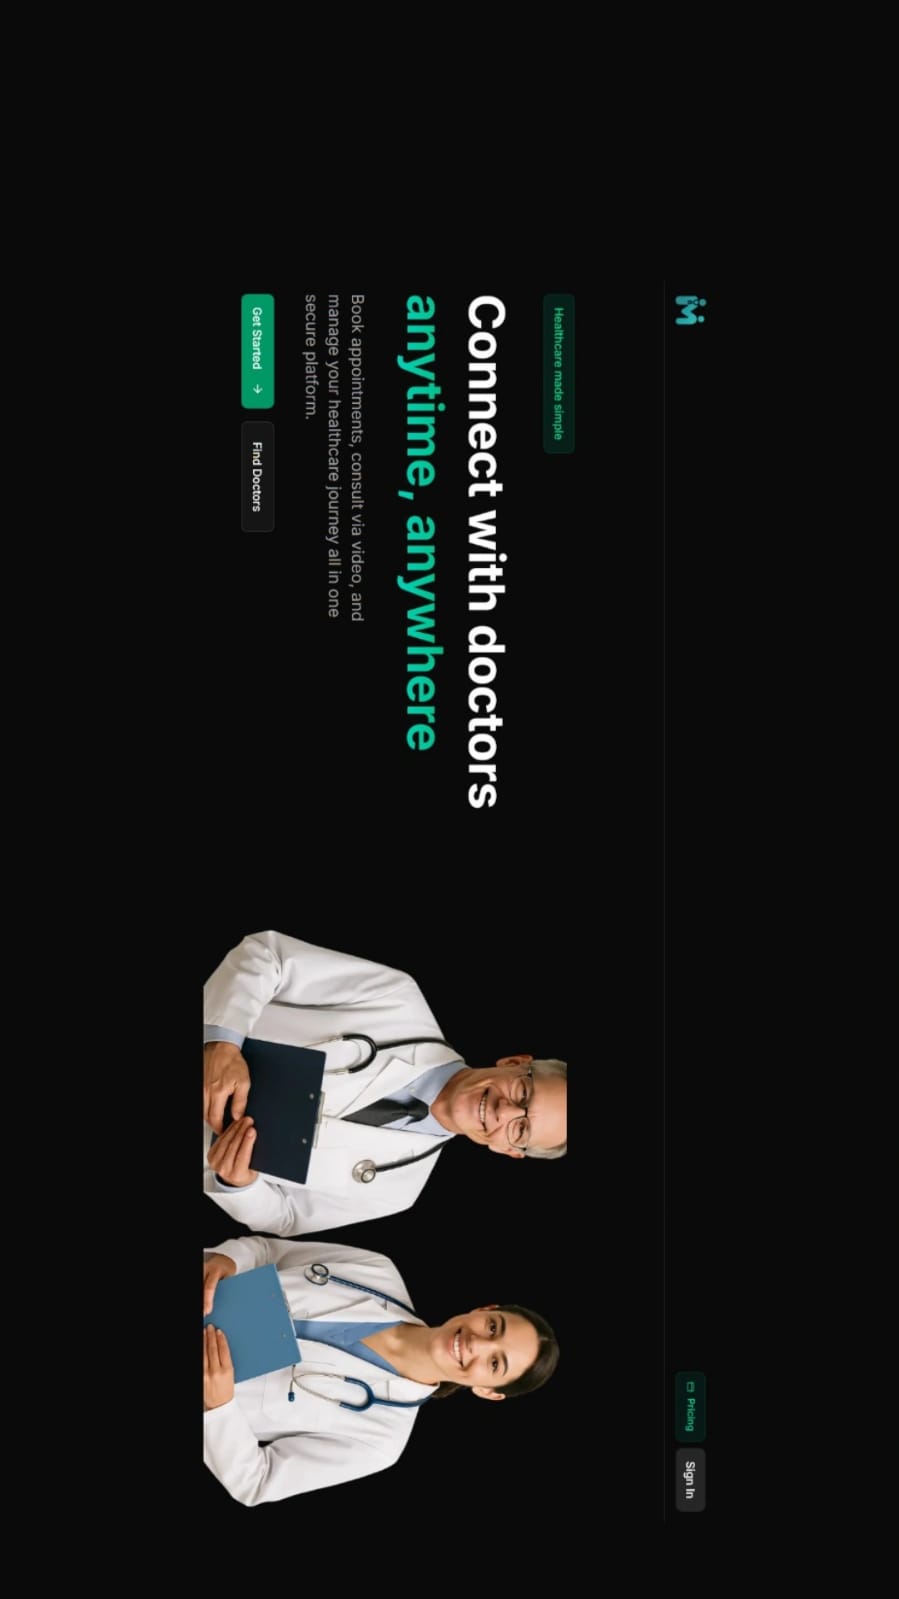 Pricing
Sign In
Healthcare made simple
Connect with doctors
anytime, anywhere
Book appointments, consult via video, and
manage your healthcare journey all in one
secure platform.
Get Started →
Find Doctors